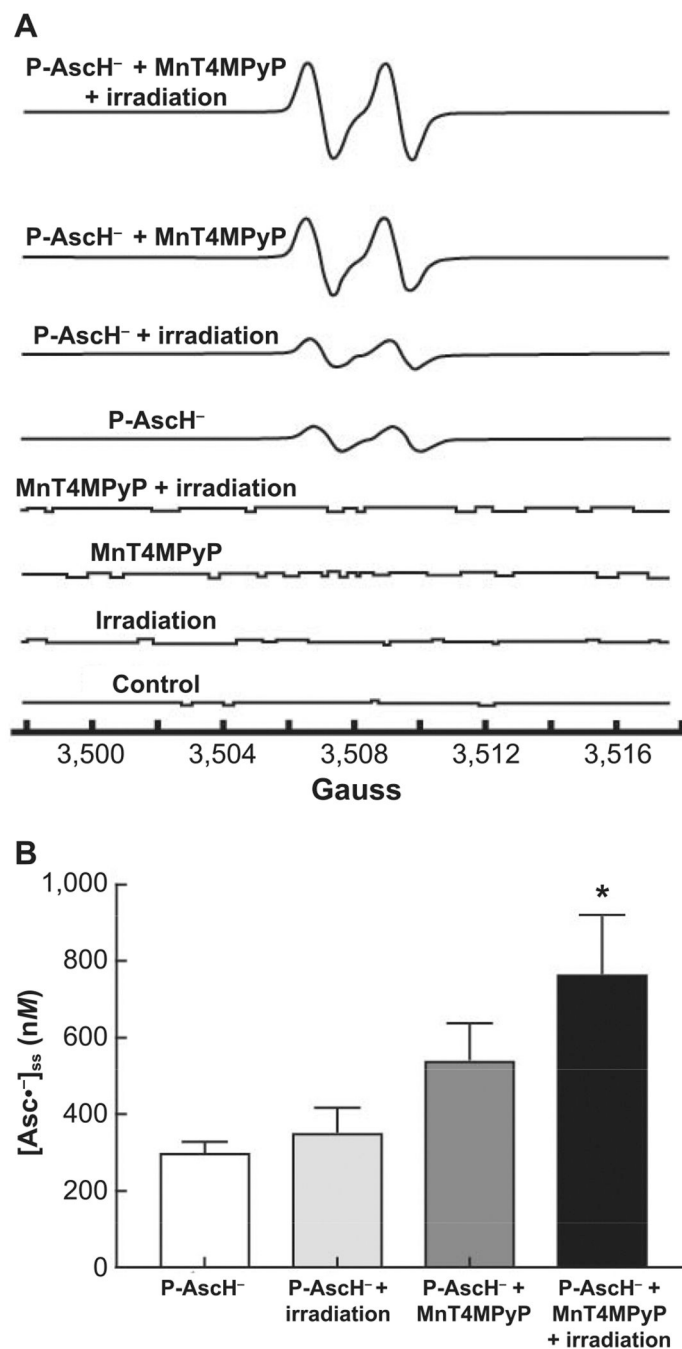 A
P-AscH⁻ + MnT4MPyP
+ irradiation
P-AscH⁻ + MnT4MPyP
P-AscH⁻ + irradiation
P-AscH⁻
MnT4MPyP + irradiation
MnT4MPyP
Irradiation
Control
3,500 3,504 3,508 3,512 3,516
Gauss
B
[Asc•⁻]ss (nM)
1,000
800
600
400
200
0
*
P-AscH⁻
P-AscH⁻ +
irradiation
P-AscH⁻ +
MnT4MPyP
P-AscH⁻ +
MnT4MPyP
+ irradiation